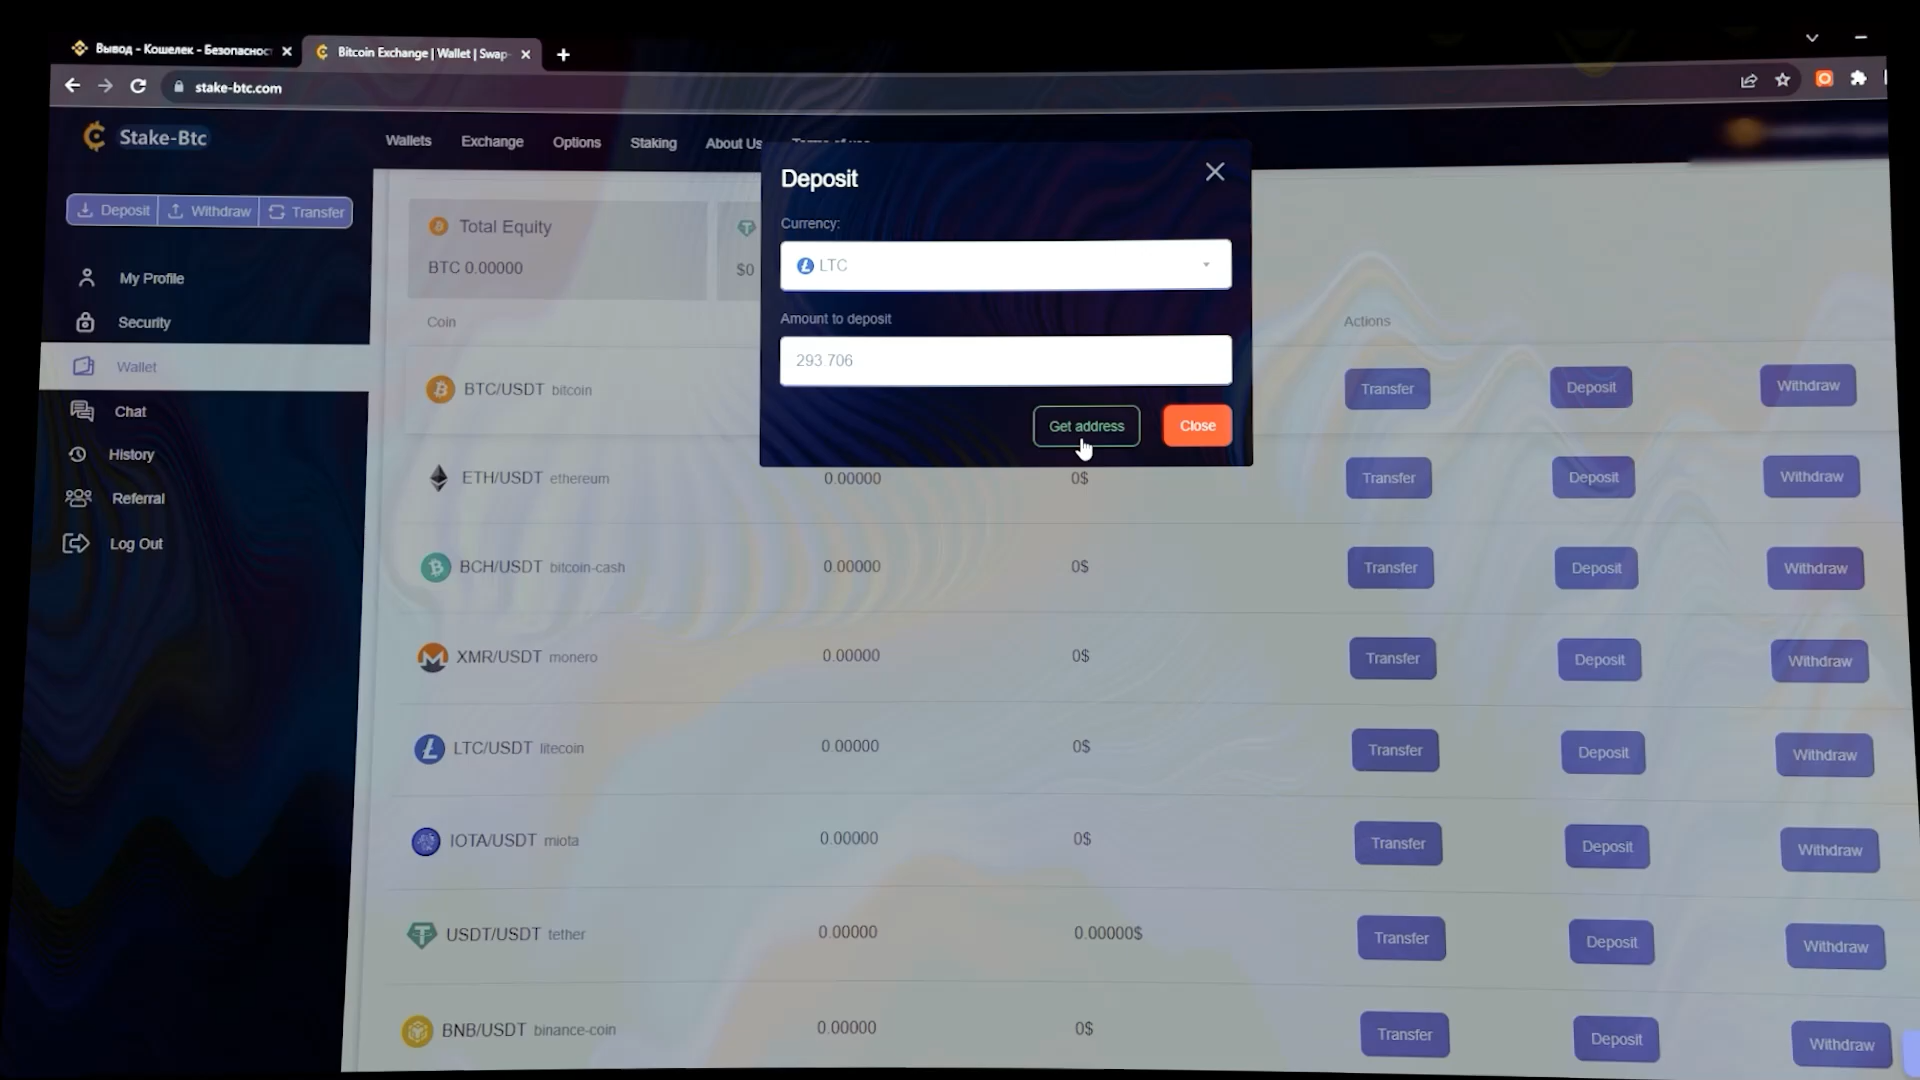 Вывод - Кошелек - Безопаснос
Bitcoin Exchange | Wallet | Swap
stake-btc.com
Stake-Btc
Wallets Exchange Options Staking About Us
Deposit Withdraw Transfer
My Profile
Security
Wallet
Chat
History
Referral
Log Out
Total Equity
BTC 0.00000
$0
Deposit
Currency:
LTC
Amount to deposit
293 706
Get address Close
Coin Actions
BTC/USDT bitcoin Transfer Deposit Withdraw
ETH/USDT ethereum 0.00000 0$ Transfer Deposit Withdraw
BCH/USDT bitcoin-cash 0.00000 0$ Transfer Deposit Withdraw
XMR/USDT monero 0.00000 0$ Transfer Deposit Withdraw
LTC/USDT litecoin 0.00000 0$ Transfer Deposit Withdraw
IOTA/USDT miota 0.00000 0$ Transfer Deposit Withdraw
USDT/USDT tether 0.00000 0.00000$ Transfer Deposit Withdraw
BNB/USDT binance-coin 0.00000 0$ Transfer Deposit Withdraw